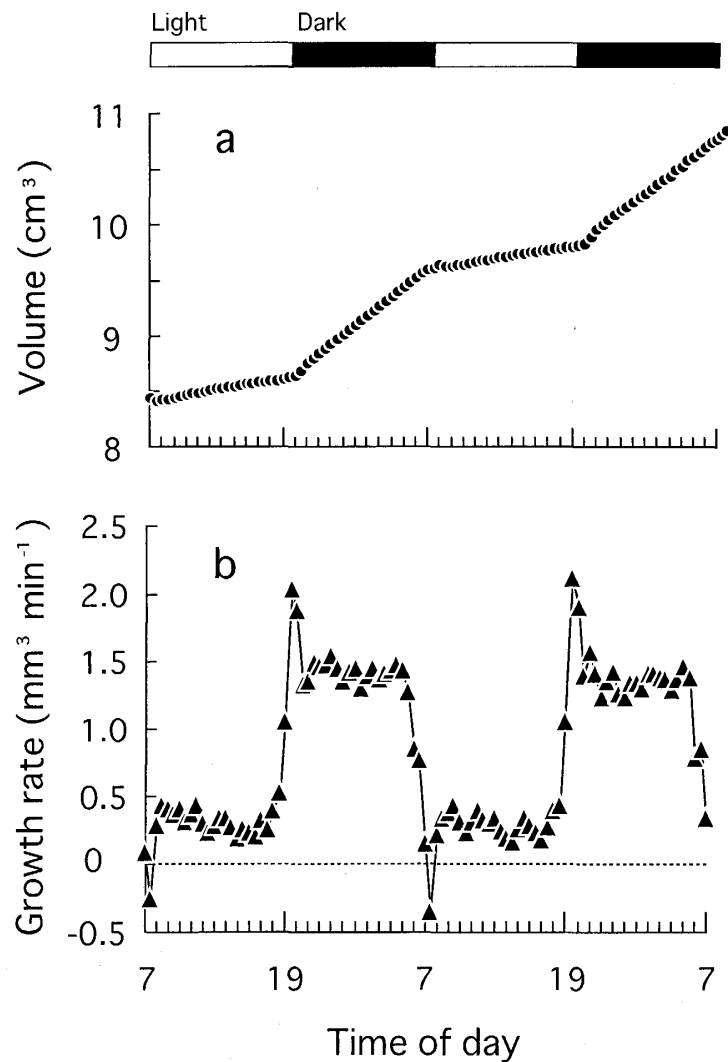 Light Dark
11
a
10
9
8
Volume (cm³)
2.5
b
2.0
1.5
1.0
0.5
0
-0.5
Growth rate (mm³ min⁻¹)
7 19 7 19 7
Time of day